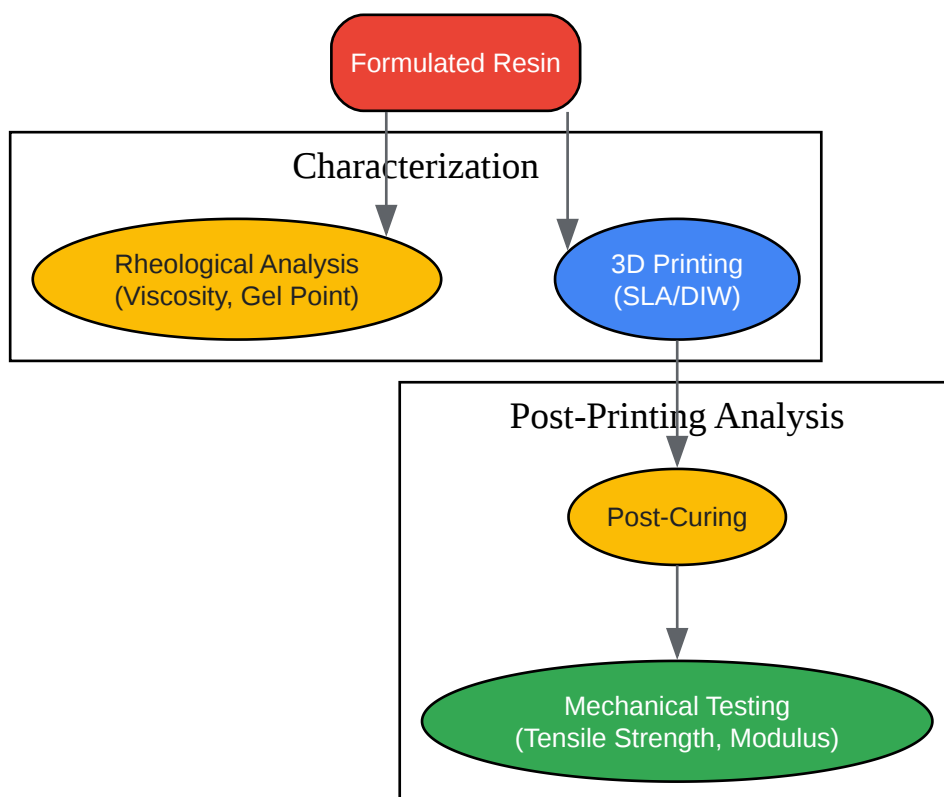 Formulated Resin
Characterization
Rheological Analysis
(Viscosity, Gel Point)
3D Printing
(SLA/DIW)
Post-Printing Analysis
Post-Curing
Mechanical Testing
(Tensile Strength, Modulus)